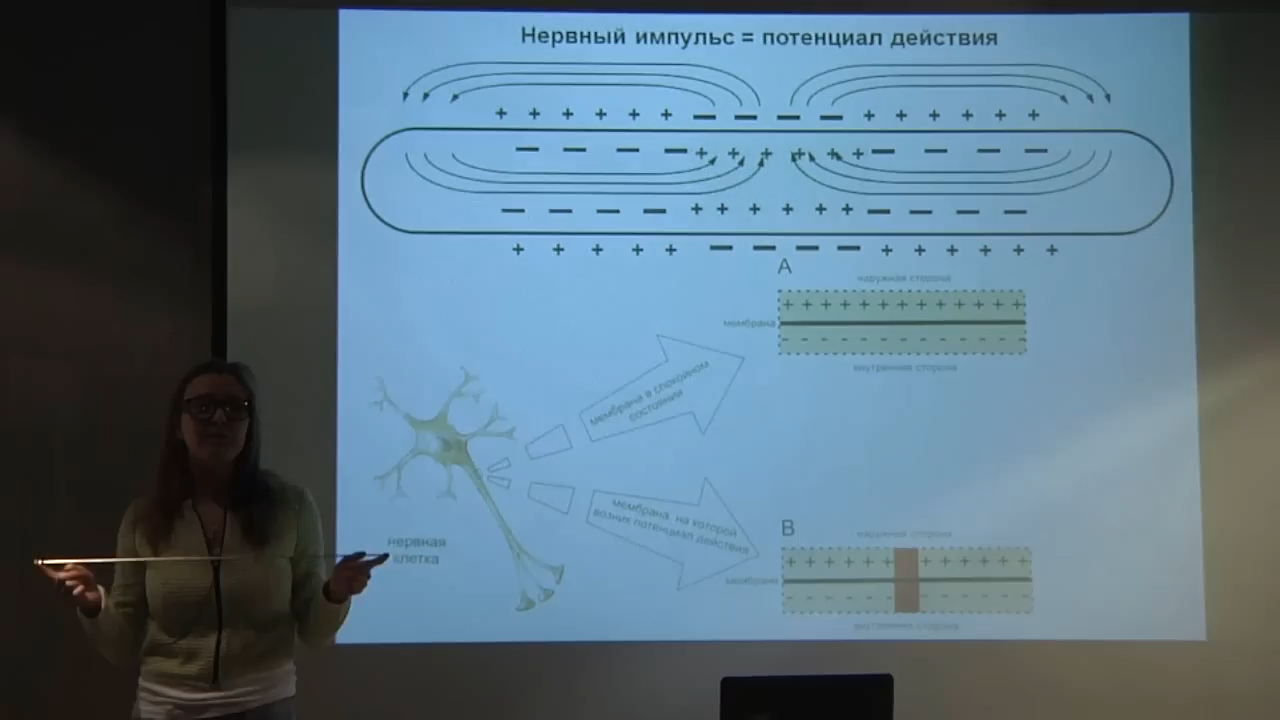 Нервный импульс = потенциал действия
A
наружная сторона
мембрана
внутренняя сторона
мембрана в спокойном
состоянии
мембрана на которой
возник потенциал действия
нервная
клетка
B
наружная сторона
мембрана
внутренняя сторона